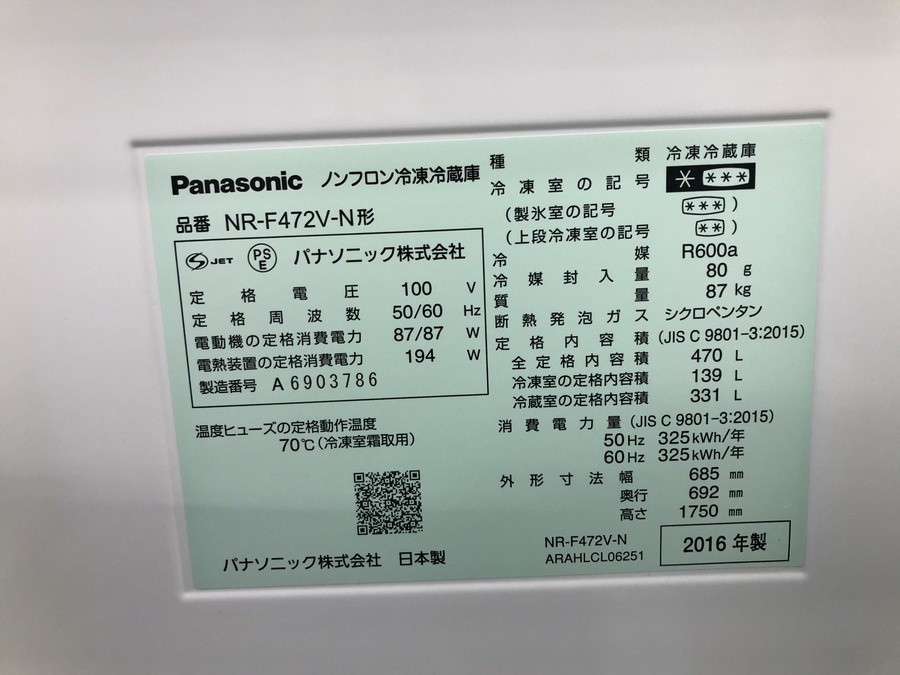 Panasonic ノンフロン冷凍冷蔵庫
品番 NR-F472V-N形
JET PS E パナソニック株式会社
定格電圧 100 V
定格周波数 50/60 Hz
電動機の定格消費電力 87/87 W
電熱装置の定格消費電力 194 W
製造番号 A 6903786
温度ヒューズの定格動作温度
70℃(冷凍室霜取用)
パナソニック株式会社 日本製
種類 冷凍冷蔵庫
冷凍室の記号 * ***
(製氷室の記号 *** )
(上段冷凍室の記号 ** )
冷媒 R600a
冷媒封入量 80 g
質量 87 kg
断熱発泡ガス シクロペンタン
定格内容積 (JIS C 9801-3:2015)
全定格内容積 470 L
冷凍室の定格内容積 139 L
冷蔵室の定格内容積 331 L
消費電力量 (JIS C 9801-3:2015)
50Hz 325kWh/年
60Hz 325kWh/年
外形寸法 幅 685 mm
奥行 692 mm
高さ 1750 mm
NR-F472V-N
ARAHLCL06251
2016年製